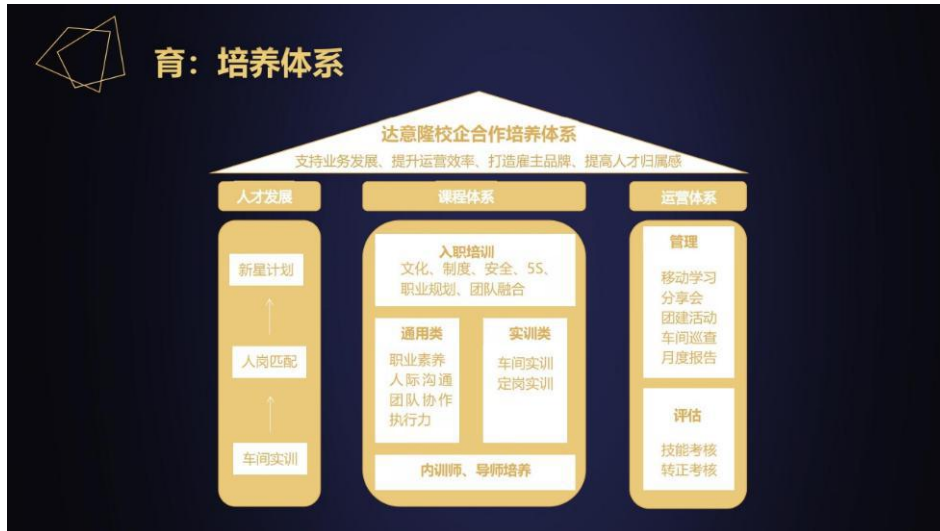 育：培养体系
达意隆校企合作培养体系
支持业务发展、提升运营效率、打造雇主品牌、提高人才归属感
人才发展
新星计划
人岗匹配
车间实训
课程体系
入职培训
文化、制度、安全、5S、
职业规划、团队融合
通用类
职业素养
人际沟通
团队协作
执行力
实训类
车间实训
定岗实训
内训师、导师培养
运营体系
管理
移动学习
分享会
团建活动
车间巡查
月度报告
评估
技能考核
转正考核